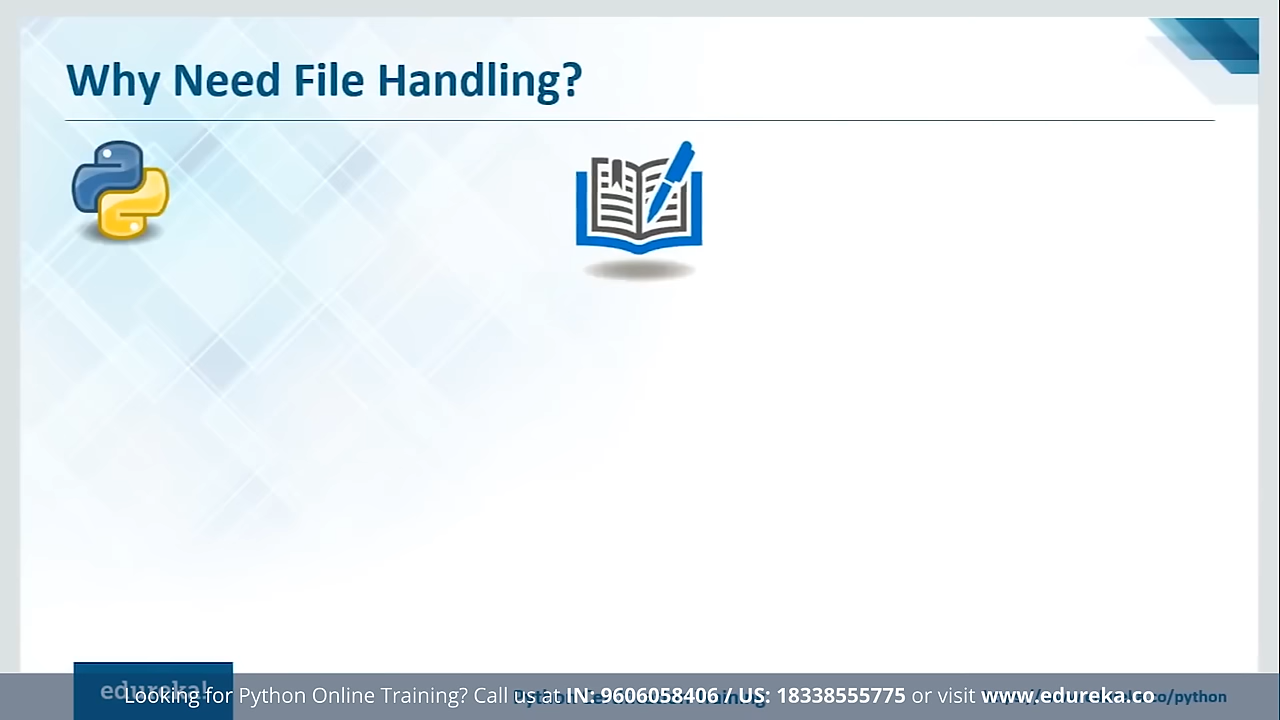 Why Need File Handling?
edureka!
Looking for Python Online Training? Call us at IN: 9606058406 / US: 18338555775 or visit www.edureka.co